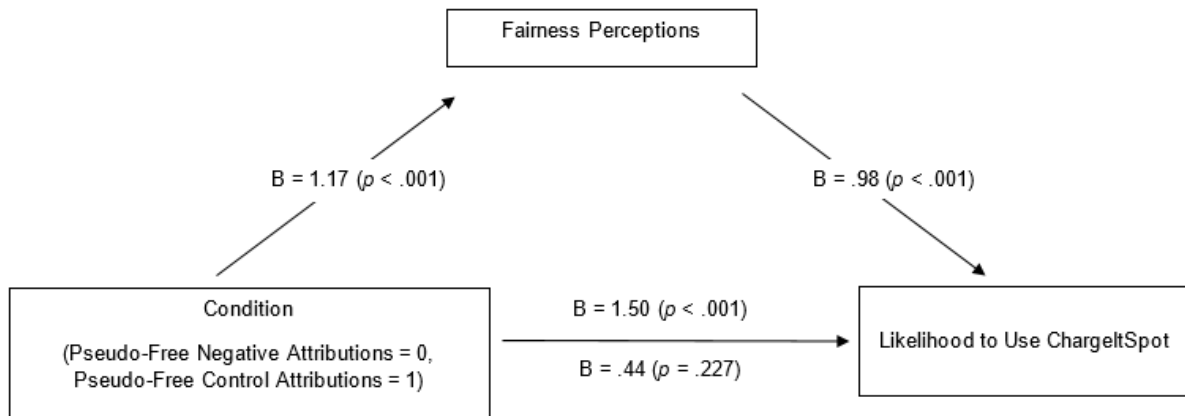 Fairness Perceptions
B = 1.17 (p < .001)
B = .98 (p < .001)
Condition
(Pseudo-Free Negative Attributions = 0,
Pseudo-Free Control Attributions = 1)
B = 1.50 (p < .001)
B = .44 (p = .227)
Likelihood to Use ChargeItSpot